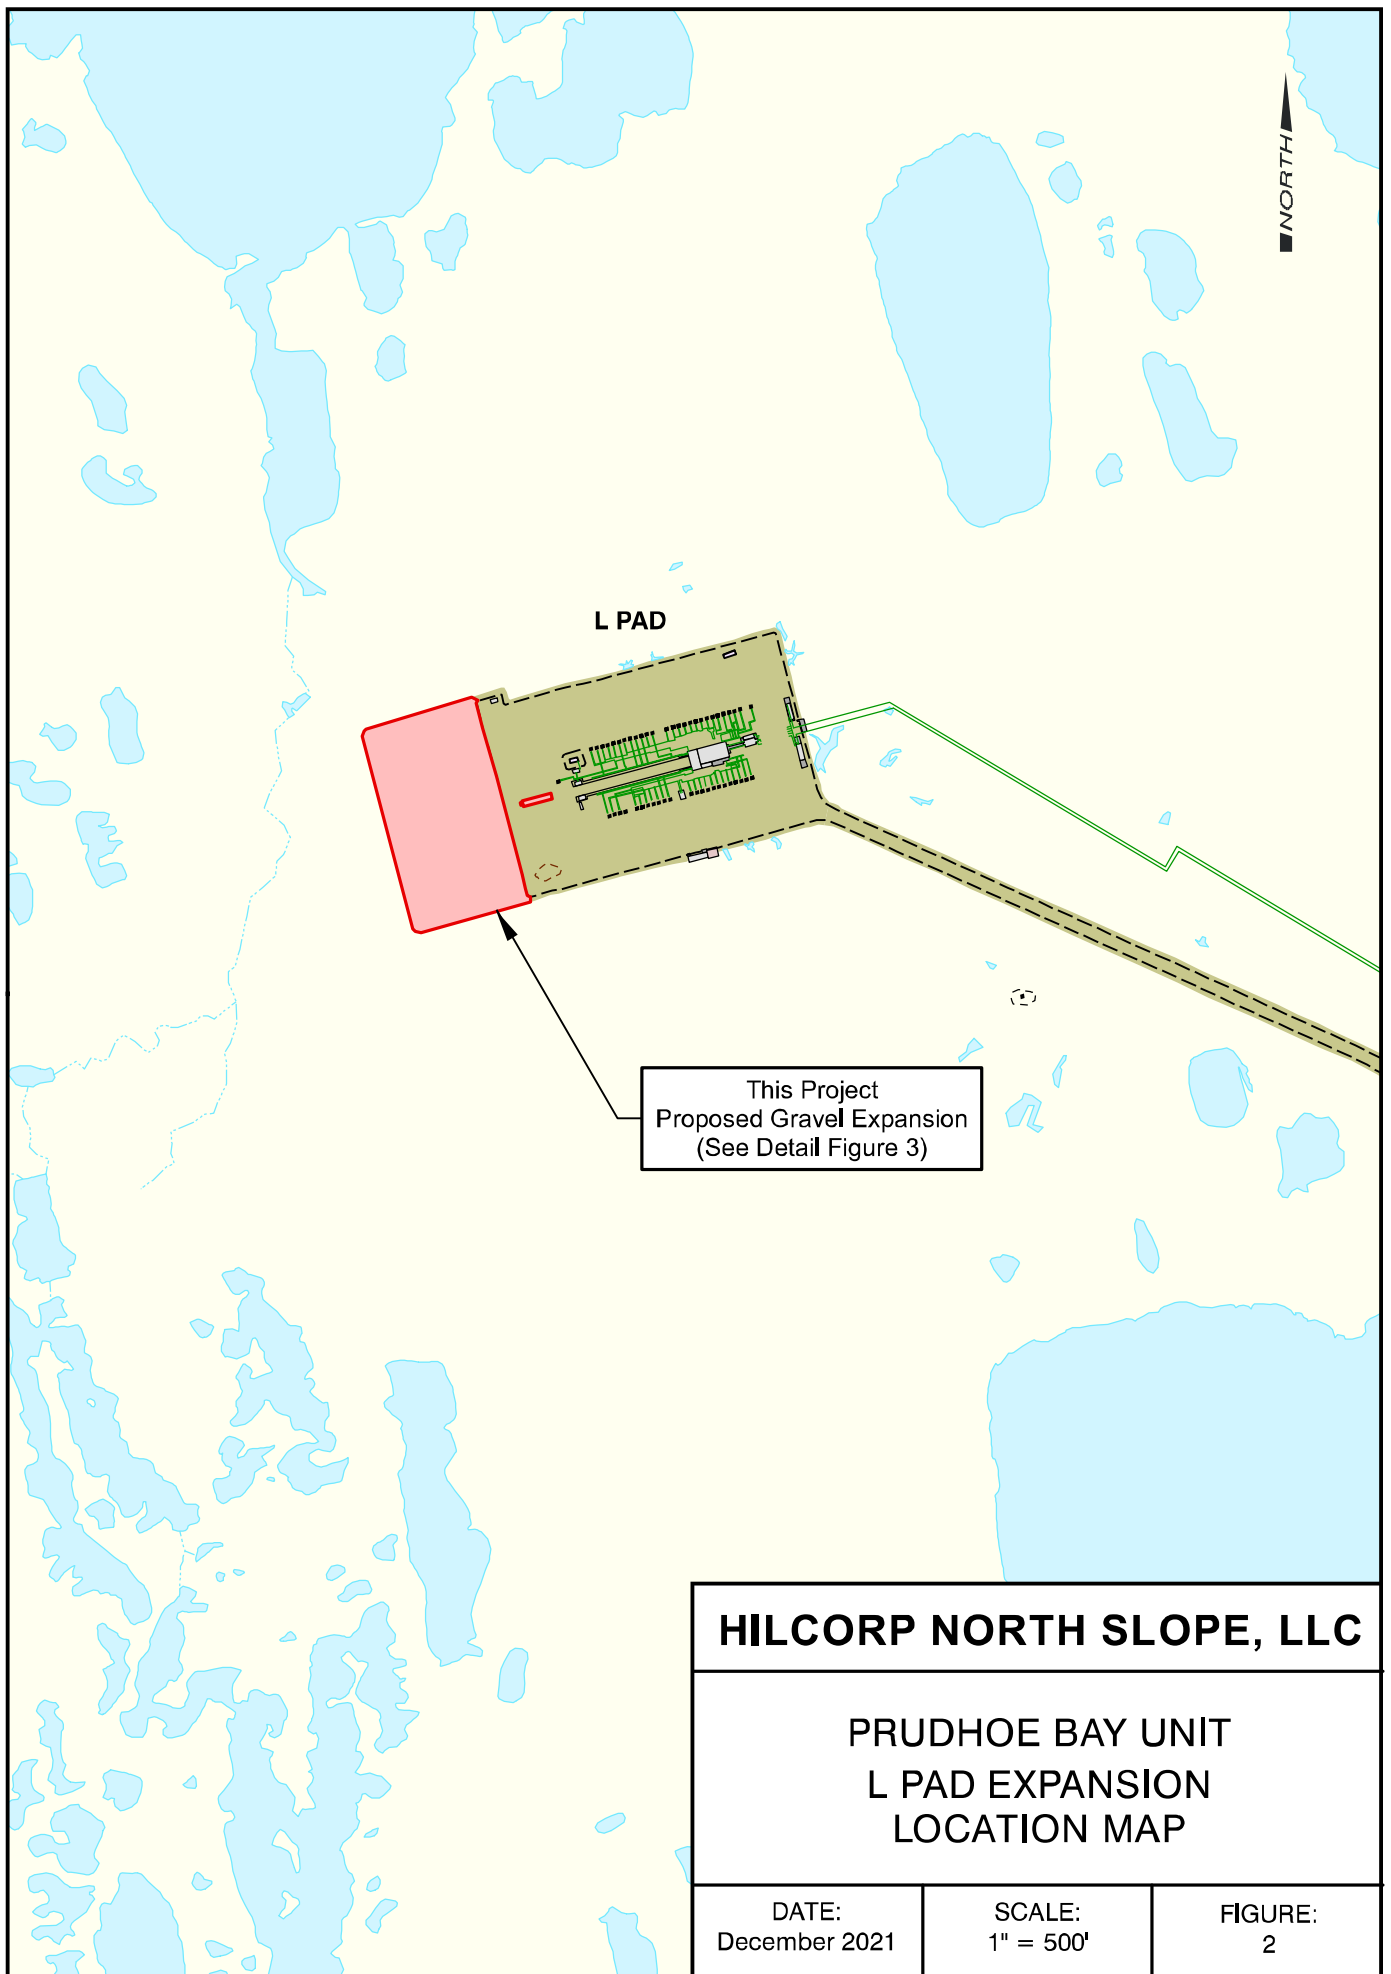 NORTH
L PAD
This Project
Proposed Gravel Expansion
(See Detail Figure 3)
HILCORP NORTH SLOPE, LLC
PRUDHOE BAY UNIT
L PAD EXPANSION
LOCATION MAP
DATE:
December 2021
SCALE:
1" = 500'
FIGURE:
2